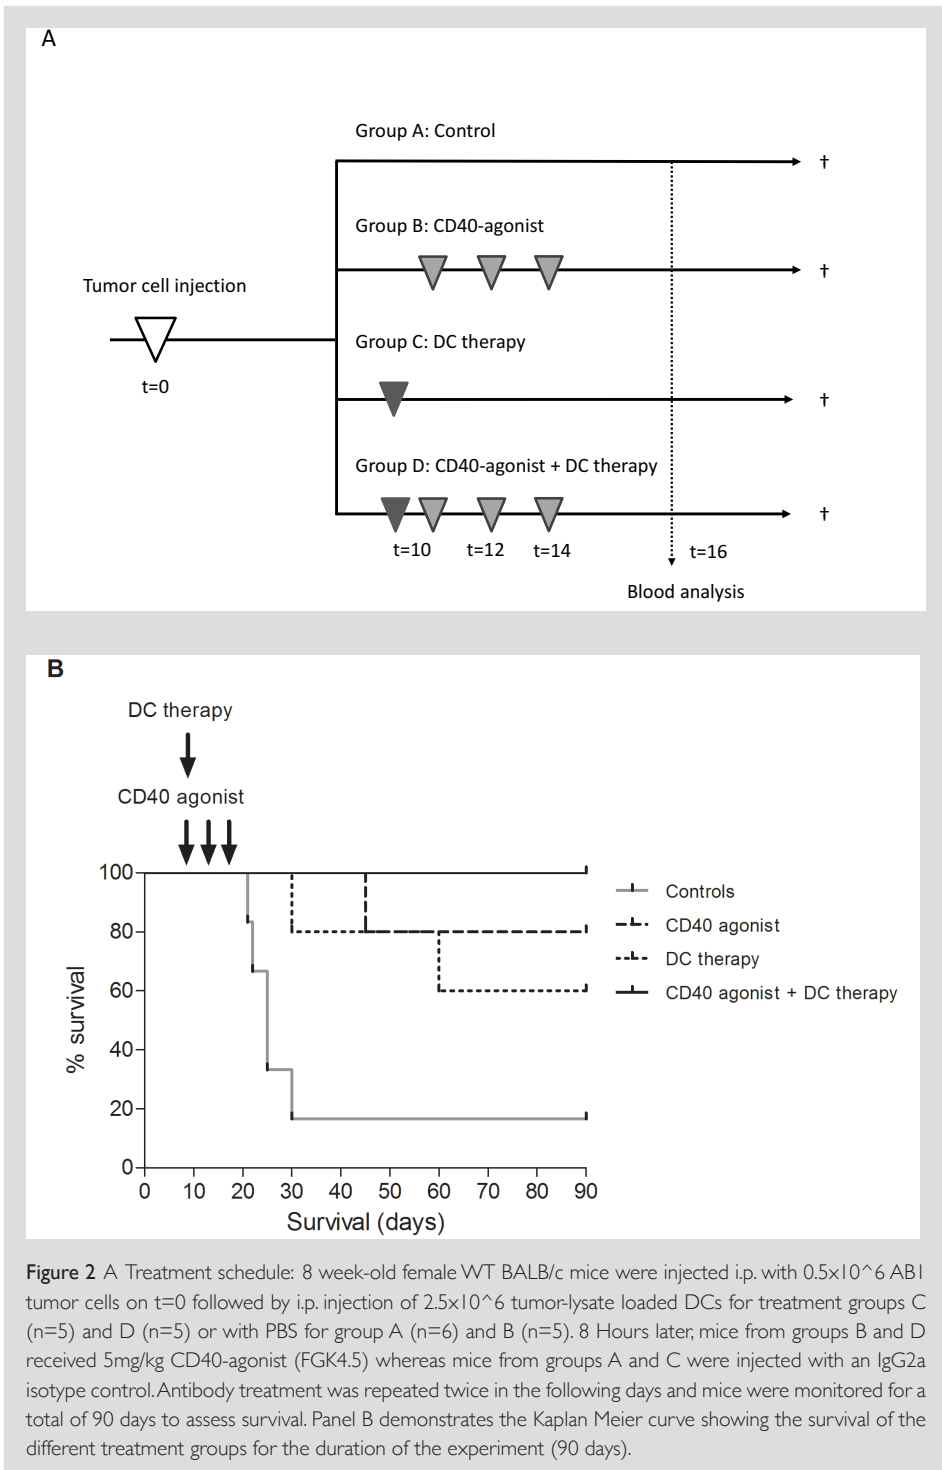 A
Group A: Control
†
Group B: CD40-agonist
†
Tumor cell injection
t=0
Group C: DC therapy
†
Group D: CD40-agonist + DC therapy
†
t=10 t=12 t=14 t=16
Blood analysis
B
DC therapy
CD40 agonist
100
80
60
40
20
0
% survival
0 10 20 30 40 50 60 70 80 90
Survival (days)
Controls
CD40 agonist
DC therapy
CD40 agonist + DC therapy
Figure 2 A Treatment schedule: 8 week-old female WT BALB/c mice were injected i.p. with 0.5x10^6 AB1
tumor cells on t=0 followed by i.p. injection of 2.5x10^6 tumor-lysate loaded DCs for treatment groups C
(n=5) and D (n=5) or with PBS for group A (n=6) and B (n=5). 8 Hours later, mice from groups B and D
received 5mg/kg CD40-agonist (FGK4.5) whereas mice from groups A and C were injected with an IgG2a
isotype control. Antibody treatment was repeated twice in the following days and mice were monitored for a
total of 90 days to assess survival. Panel B demonstrates the Kaplan Meier curve showing the survival of the
different treatment groups for the duration of the experiment (90 days).